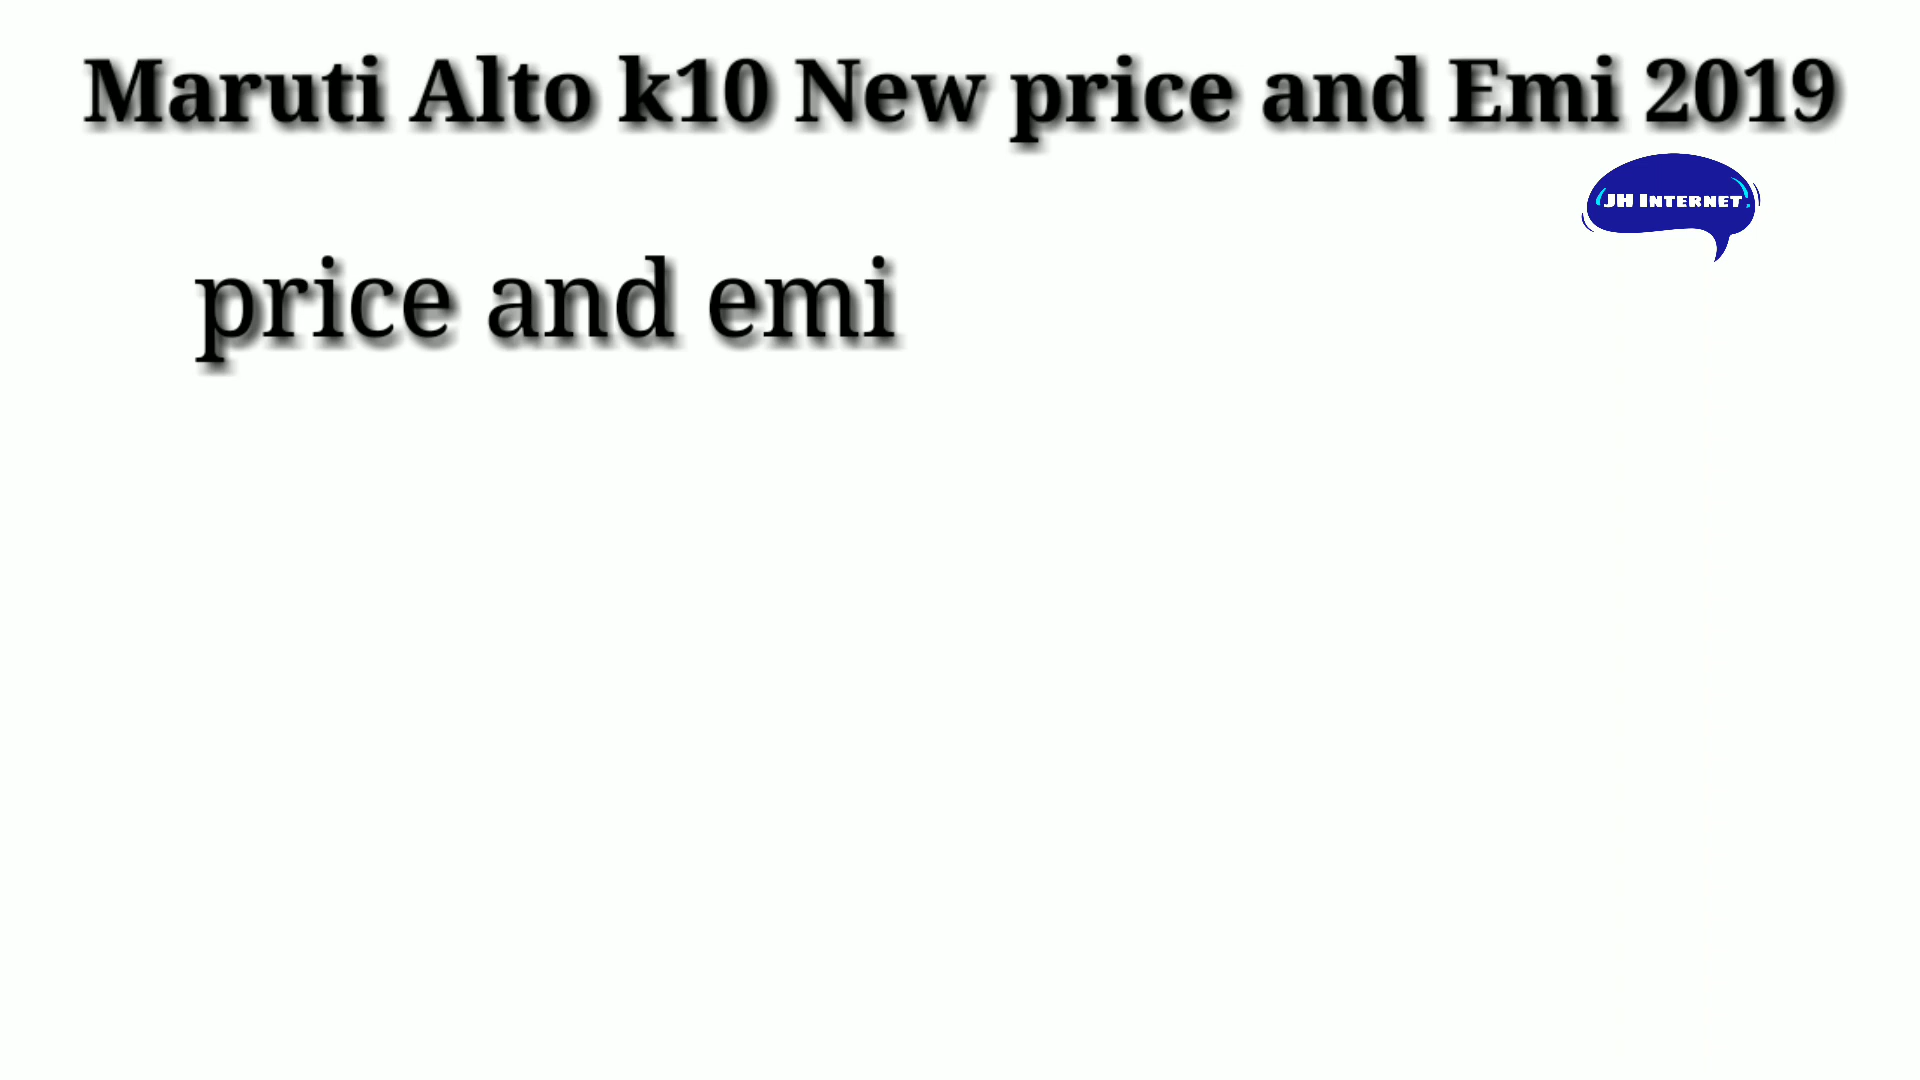 Maruti Alto k10 New price and Emi 2019
JH Internet
price and emi